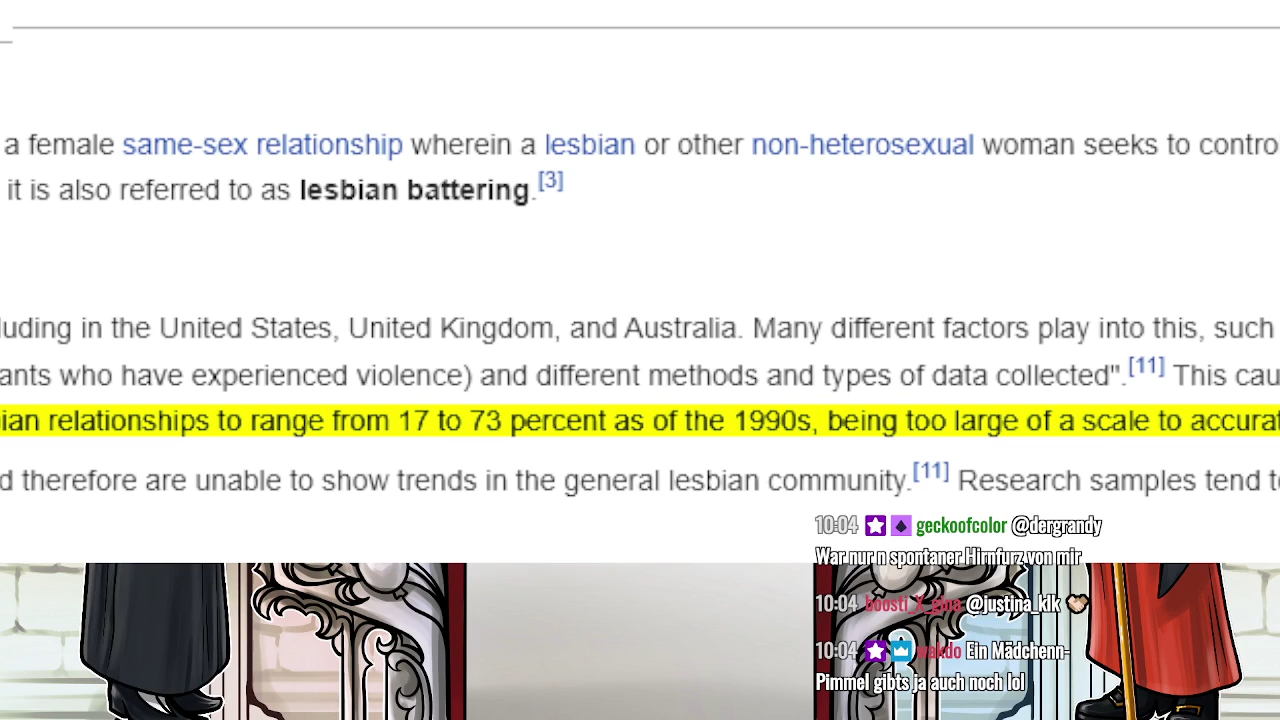 a female same-sex relationship wherein a lesbian or other non-heterosexual woman seeks to contro
it is also referred to as lesbian battering.[3]
luding in the United States, United Kingdom, and Australia. Many different factors play into this, such
ants who have experienced violence) and different methods and types of data collected".[11] This cau
ian relationships to range from 17 to 73 percent as of the 1990s, being too large of a scale to accurat
d therefore are unable to show trends in the general lesbian community.[11] Research samples tend t
10:04 geckoofcolor @dergrandy
War nur n spontaner Hirnfurz von mir
10:04 @justina_klk
10:04 Ein Mädchenn-
Pimmel gibts ja auch noch lol